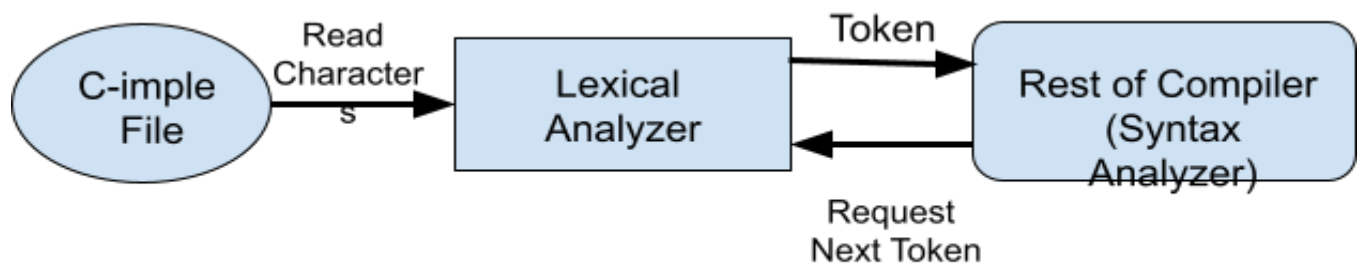 C-imple
File
Read
Character
s
Lexical
Analyzer
Token
Request
Next Token
Rest of Compiler
(Syntax
Analyzer)